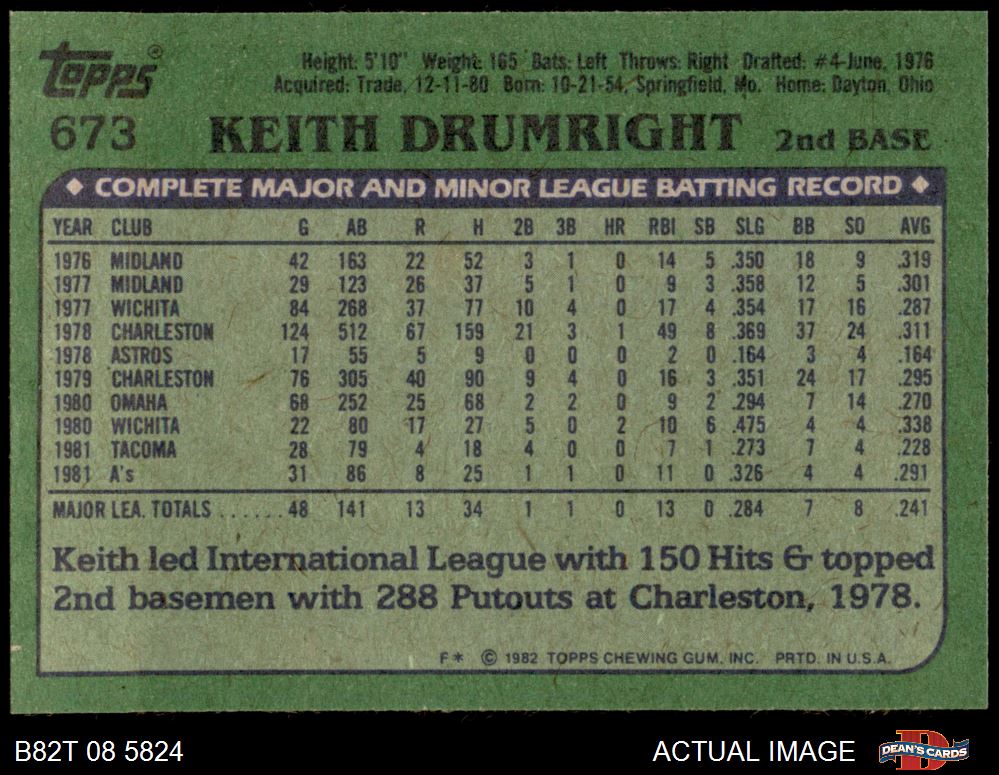 topps®
Height: 5'10" Weight: 165 Bats: Left Throws: Right Drafted: #4-June, 1976
Acquired: Trade, 12-11-80 Born: 10-21-54, Springfield, Mo. Home: Dayton, Ohio
673 KEITH DRUMRIGHT 2nd BASE
◆ COMPLETE MAJOR AND MINOR LEAGUE BATTING RECORD ◆
YEAR CLUB G AB R H 2B 3B HR RBI SB SLG BB SO AVG
1976 MIDLAND 42 163 22 52 3 1 0 14 5 .350 18 9 .319
1977 MIDLAND 29 123 26 37 5 1 0 9 3 .358 12 5 .301
1977 WICHITA 84 268 37 77 10 4 0 17 4 .354 17 16 .287
1978 CHARLESTON 124 512 67 159 21 3 1 49 8 .369 37 24 .311
1978 ASTROS 17 55 5 9 0 0 0 2 0 .164 3 4 .164
1979 CHARLESTON 76 305 40 90 9 4 0 16 3 .351 24 17 .295
1980 OMAHA 68 252 25 68 2 2 0 9 2 .294 7 14 .270
1980 WICHITA 22 80 17 27 5 0 2 10 6 .475 4 4 .338
1981 TACOMA 28 79 4 18 4 0 0 7 1 .273 7 4 .228
1981 A's 31 86 8 25 1 1 0 11 0 .326 4 4 .291
MAJOR LEA. TOTALS ...... 48 141 13 34 1 1 0 13 0 .284 7 8 .241
Keith led International League with 150 Hits & topped
2nd basemen with 288 Putouts at Charleston, 1978.
F* © 1982 TOPPS CHEWING GUM, INC. PRTD. IN U.S.A.
B82T 08 5824 ACTUAL IMAGE D DEAN'S CARDS